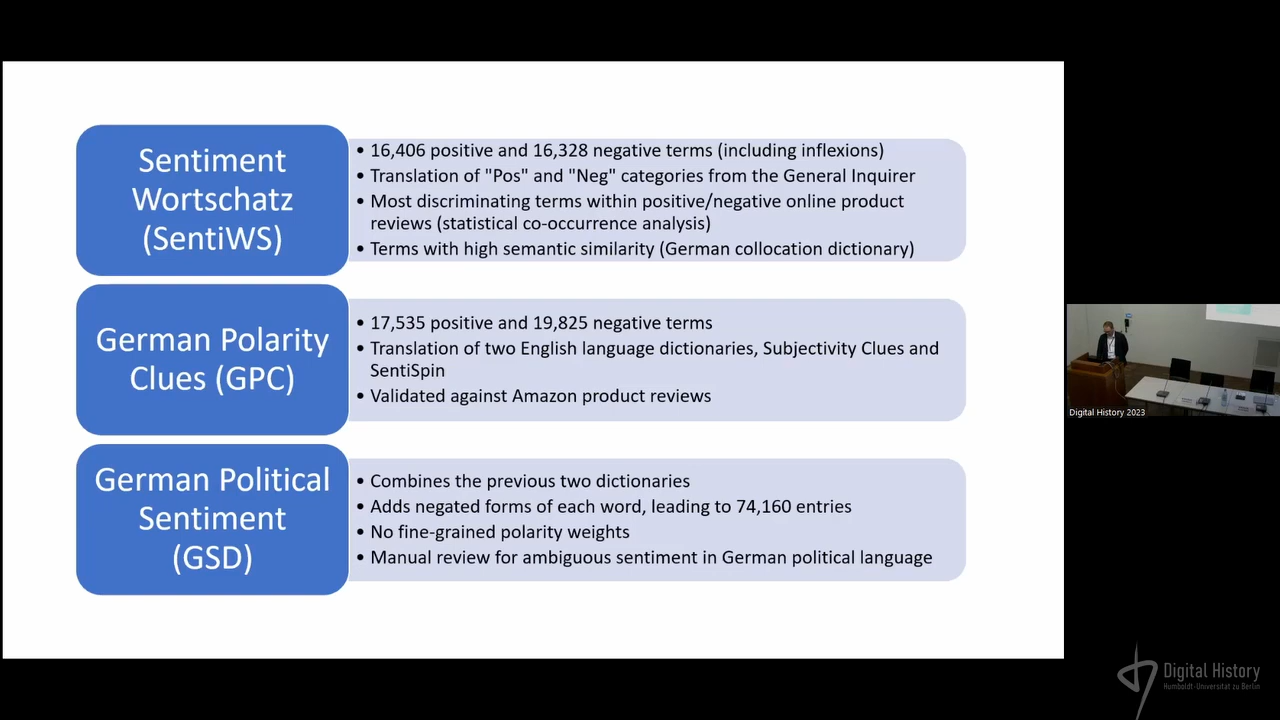 Sentiment
Wortschatz
(SentiWS)
• 16,406 positive and 16,328 negative terms (including inflexions)
• Translation of "Pos" and "Neg" categories from the General Inquirer
• Most discriminating terms within positive/negative online product
reviews (statistical co-occurrence analysis)
• Terms with high semantic similarity (German collocation dictionary)
German Polarity
Clues (GPC)
• 17,535 positive and 19,825 negative terms
• Translation of two English language dictionaries, Subjectivity Clues and
SentiSpin
• Validated against Amazon product reviews
German Political
Sentiment
(GSD)
• Combines the previous two dictionaries
• Adds negated forms of each word, leading to 74,160 entries
• No fine-grained polarity weights
• Manual review for ambiguous sentiment in German political language
Digital History 2023
Digital History
Humboldt-Universität zu Berlin